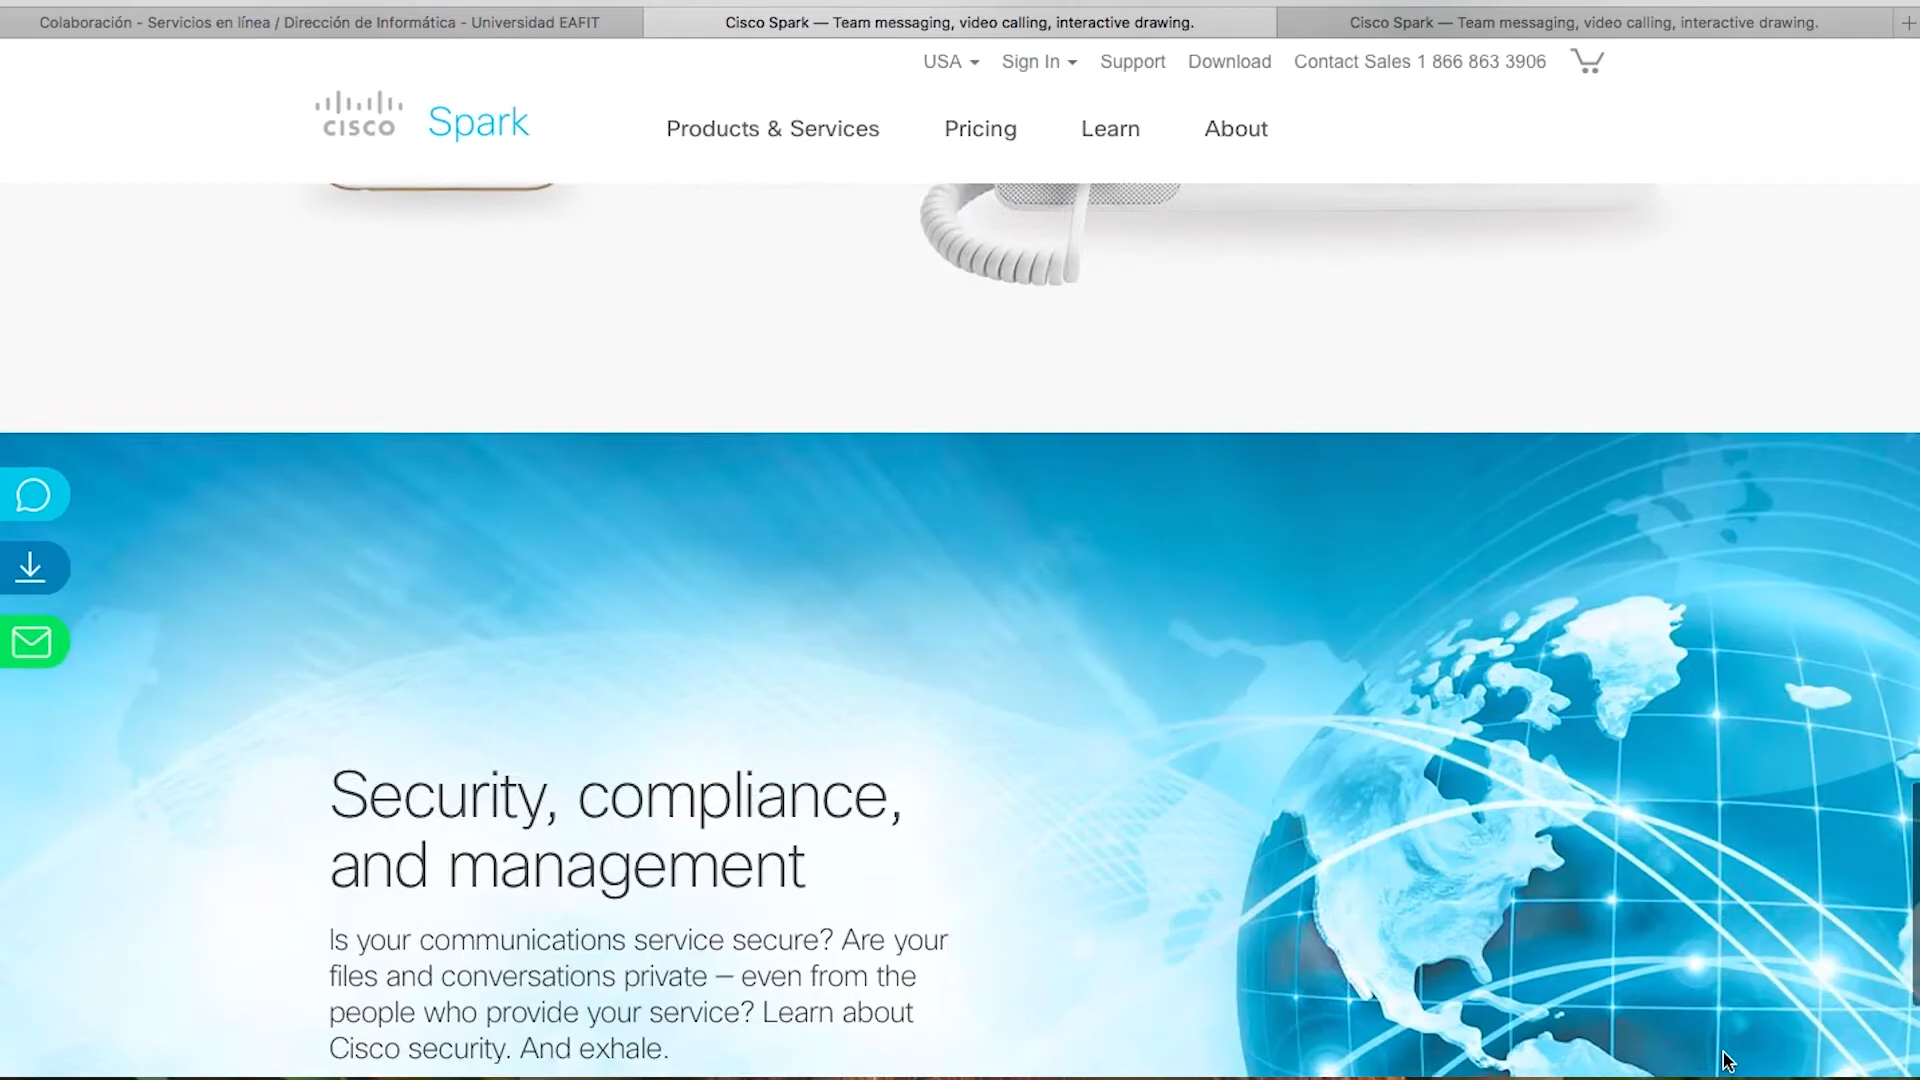 Colaboración - Servicios en línea / Dirección de Informática - Universidad EAFIT
Cisco Spark — Team messaging, video calling, interactive drawing.
Cisco Spark — Team messaging, video calling, interactive drawing.
USA
Sign In
Support
Download
Contact Sales 1 866 863 3906
CISCO
Spark
Products & Services
Pricing
Learn
About
Security, compliance,
and management
Is your communications service secure? Are your
files and conversations private – even from the
people who provide your service? Learn about
Cisco security. And exhale.